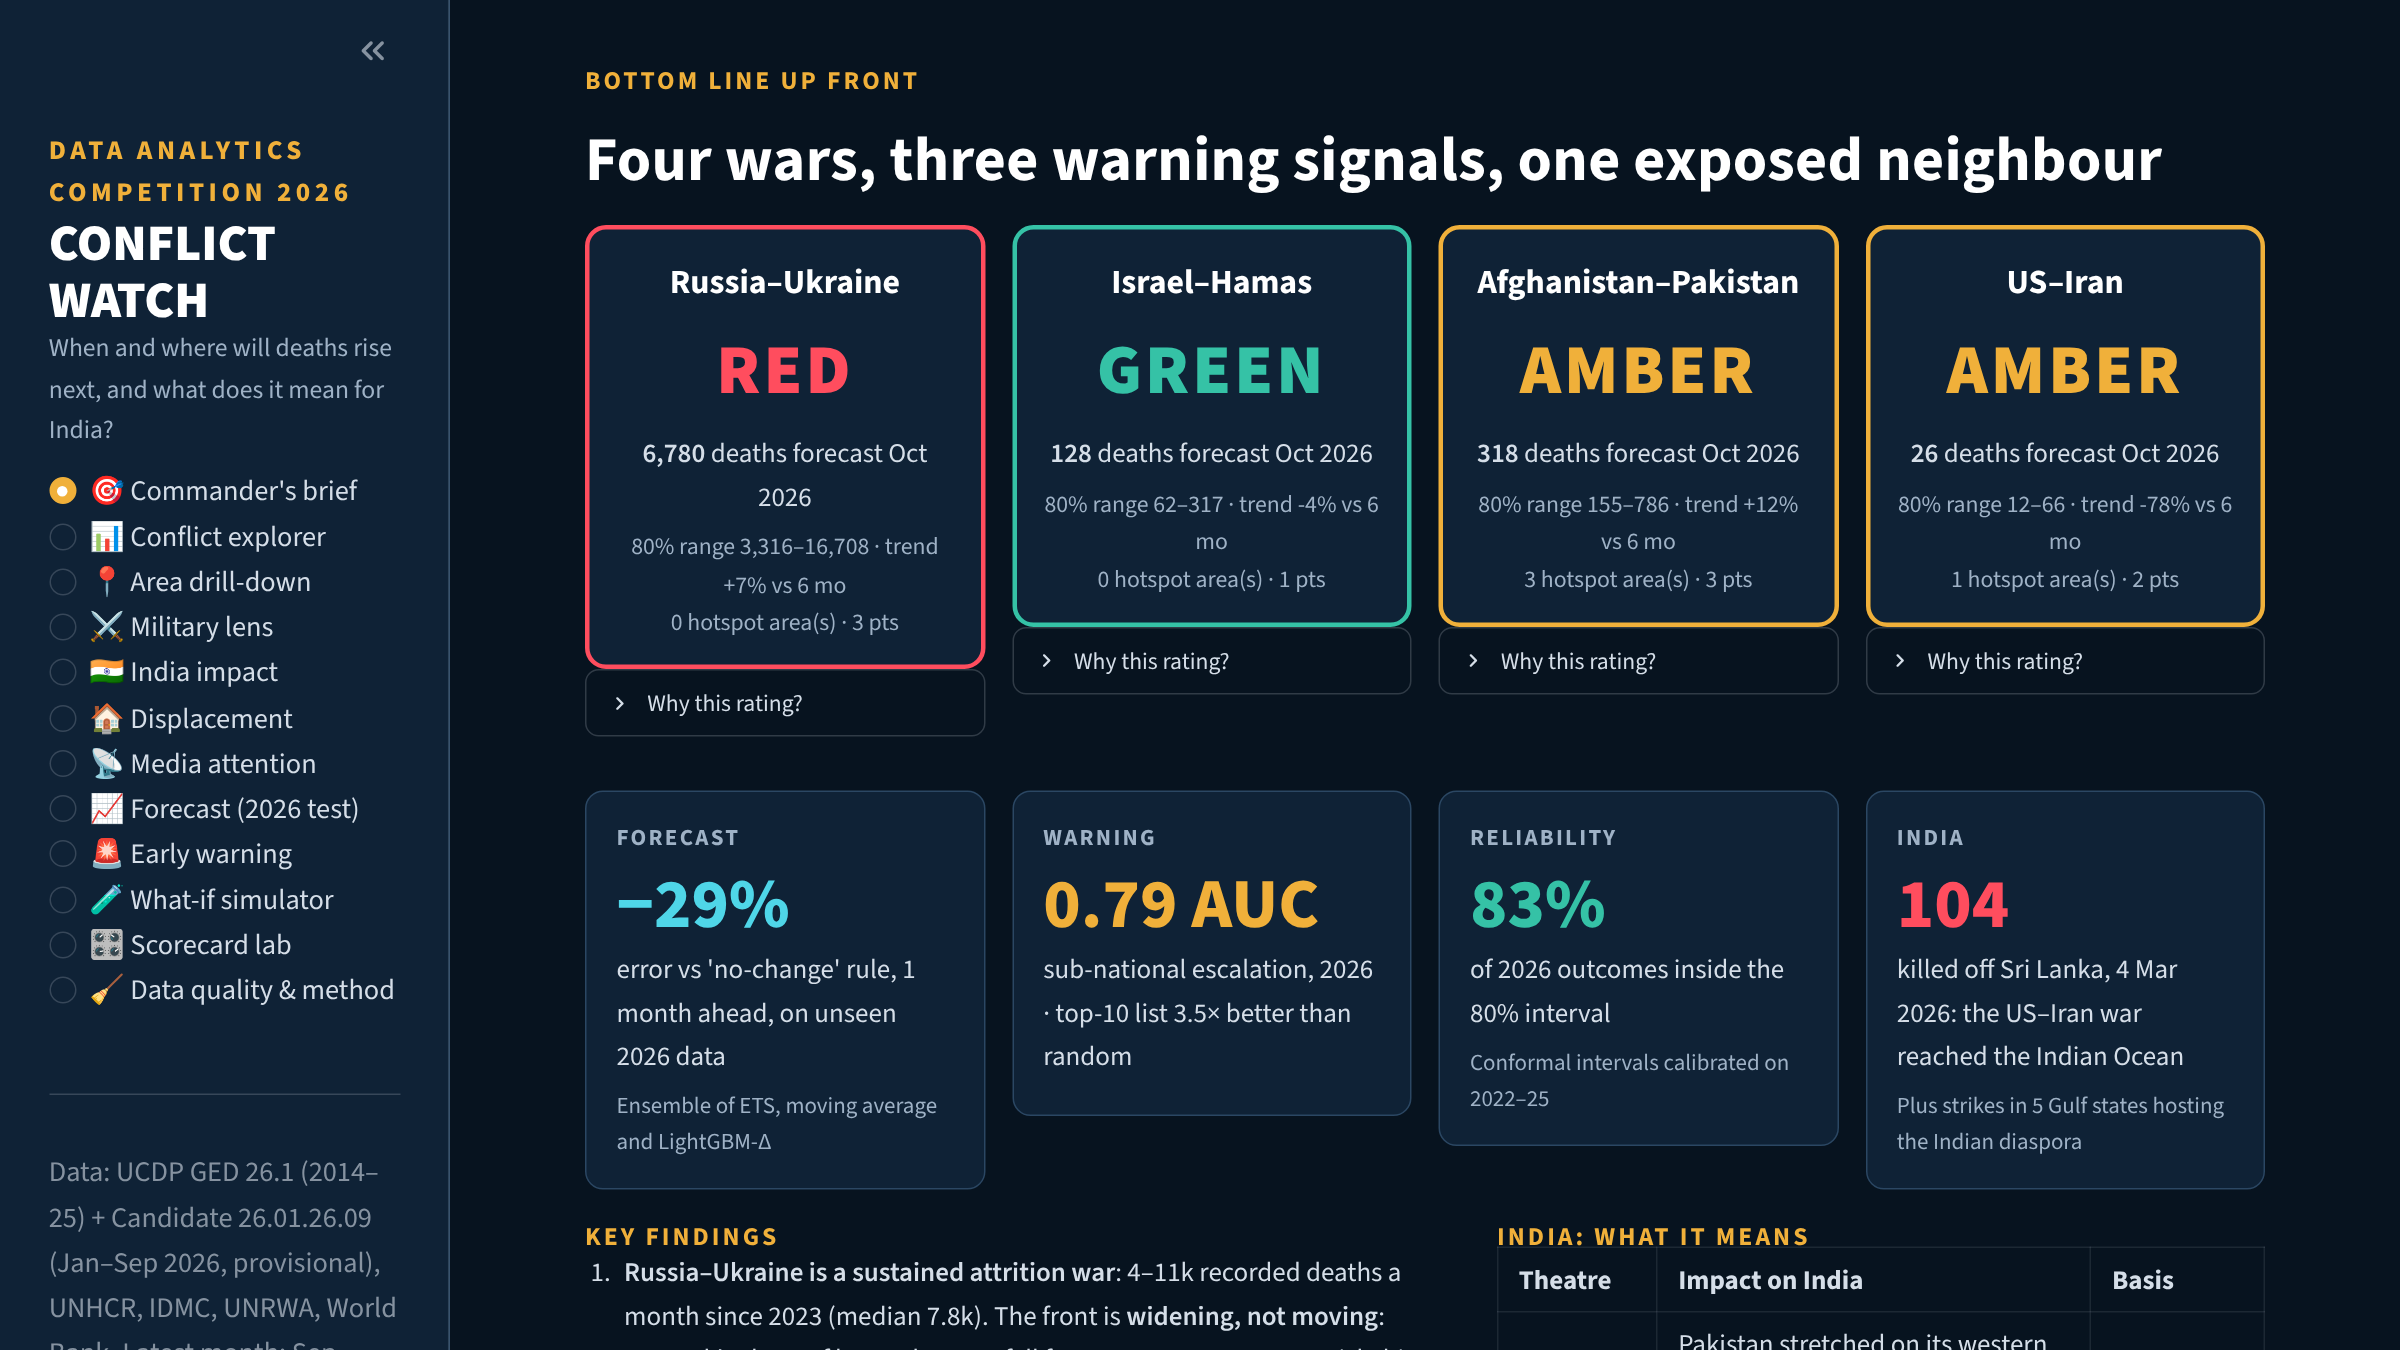 DATA ANALYTICS
COMPETITION 2026
CONFLICT
WATCH
When and where will deaths rise
next, and what does it mean for
India?
Commander's brief
Conflict explorer
Area drill-down
Military lens
India impact
Displacement
Media attention
Forecast (2026 test)
Early warning
What-if simulator
Scorecard lab
Data quality & method
Data: UCDP GED 26.1 (2014–
25) + Candidate 26.01.26.09
(Jan–Sep 2026, provisional),
UNHCR, IDMC, UNRWA, World
Bank. Latest month: Sep
BOTTOM LINE UP FRONT
Four wars, three warning signals, one exposed neighbour
Russia–Ukraine
RED
6,780 deaths forecast Oct
2026
80% range 3,316–16,708 · trend
+7% vs 6 mo
0 hotspot area(s) · 3 pts
Why this rating?
Israel–Hamas
GREEN
128 deaths forecast Oct 2026
80% range 62–317 · trend -4% vs 6
mo
0 hotspot area(s) · 1 pts
Why this rating?
Afghanistan–Pakistan
AMBER
318 deaths forecast Oct 2026
80% range 155–786 · trend +12%
vs 6 mo
3 hotspot area(s) · 3 pts
Why this rating?
US–Iran
AMBER
26 deaths forecast Oct 2026
80% range 12–66 · trend -78% vs 6
mo
1 hotspot area(s) · 2 pts
Why this rating?
FORECAST
−29%
error vs 'no-change' rule, 1
month ahead, on unseen
2026 data
Ensemble of ETS, moving average
and LightGBM-Δ
WARNING
0.79 AUC
sub-national escalation, 2026
· top-10 list 3.5× better than
random
RELIABILITY
83%
of 2026 outcomes inside the
80% interval
Conformal intervals calibrated on
2022–25
INDIA
104
killed off Sri Lanka, 4 Mar
2026: the US–Iran war
reached the Indian Ocean
Plus strikes in 5 Gulf states hosting
the Indian diaspora
KEY FINDINGS
1. Russia–Ukraine is a sustained attrition war: 4–11k recorded deaths a
month since 2023 (median 7.8k). The front is widening, not moving:
INDIA: WHAT IT MEANS
Theatre
Impact on India
Basis
Pakistan stretched on its western